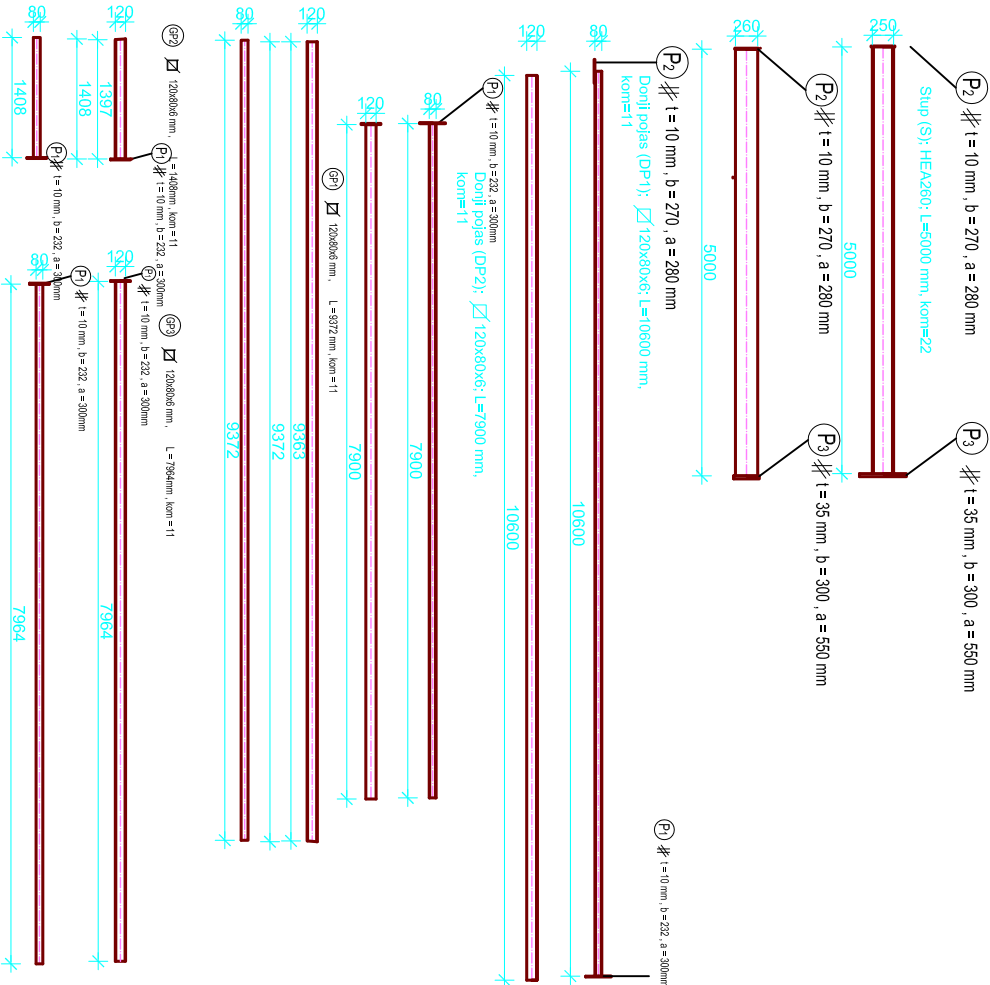 P2 t = 10 mm , b = 270 , a = 280 mm
P3 t = 35 mm , b = 300 , a = 550 mm
Stup (S); HEA260; L=5000 mm, kom=22
250
5000
P2 t = 10 mm , b = 270 , a = 280 mm
P3 t = 35 mm , b = 300 , a = 550 mm
260
5000
P2 t = 10 mm , b = 270 , a = 280 mm
P1 t = 10 mm , b = 232 , a = 300mm
Donji pojas (DP1); 120x80x6; L=10600 mm,
kom=11
80
10600
120
10600
P1 t = 10 mm , b = 232 , a = 300mm
Donji pojas (DP2); 120x80x6; L=7900 mm,
kom=11
80
7900
120
7900
GP1 120x80x6 mm , L = 9372 mm , kom = 11
120
9363
9372
80
9372
GP2 120x80x6 mm , L = 1408mm , kom = 11
P1 t = 10 mm , b = 232 , a = 300mm
120
1397
1408
P1 t = 10 mm , b = 232 , a = 300mm
80
1408
GP3 120x80x6 mm , L = 7964mm , kom = 11
P1 t = 10 mm , b = 232 , a = 300mm
120
7964
P1 t = 10 mm , b = 232 , a = 300mm
80
7964